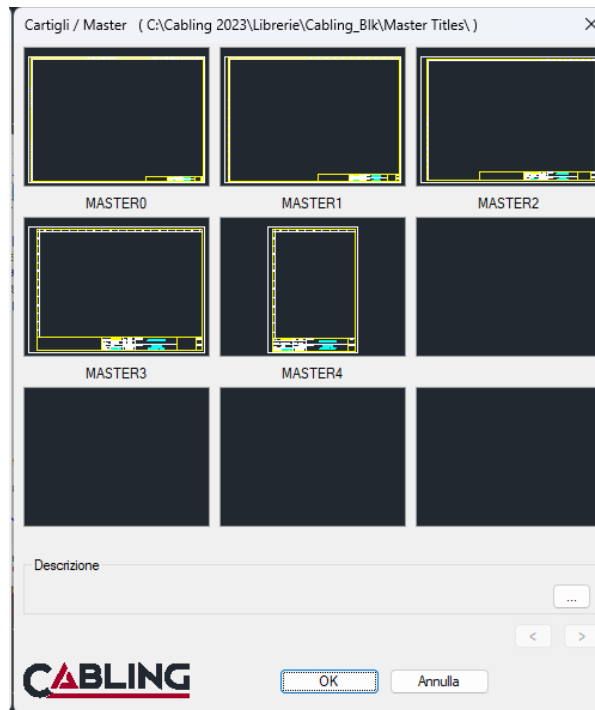 Cartigli / Master ( C:\Cabling 2023\Librerie\Cabling_Blk\Master Titles\ )
MASTER0
MASTER1
MASTER2
MASTER3
MASTER4
Descrizione
...
< >
CABLING
OK
Annulla